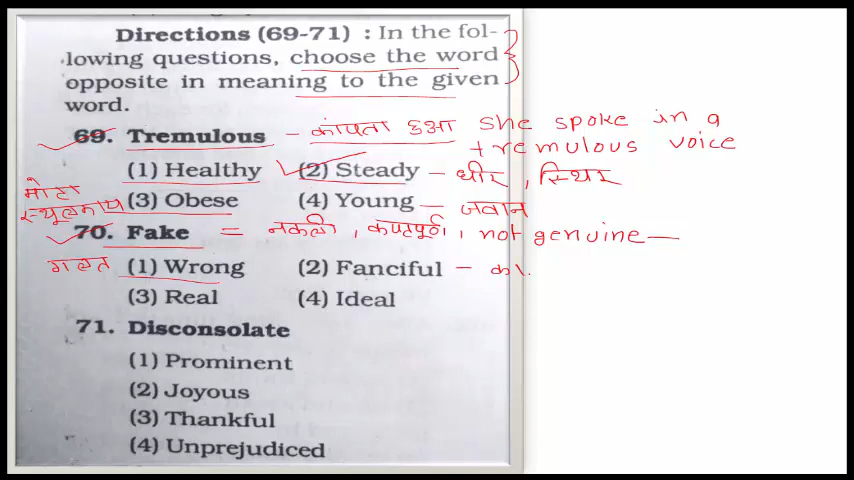 Directions (69-71) : In the fol-
lowing questions, choose the word
opposite in meaning to the given
word.
69. Tremulous – कांपता हुआ She spoke in a
tremulous voice
(1) Healthy (2) Steady – धीर, स्थिर
मोटा
स्थूलकाय (3) Obese (4) Young – जवान
70. Fake = नकली, कपटपूर्ण, not genuine —
गलत (1) Wrong (2) Fanciful –
(3) Real (4) Ideal
71. Disconsolate
(1) Prominent
(2) Joyous
(3) Thankful
(4) Unprejudiced